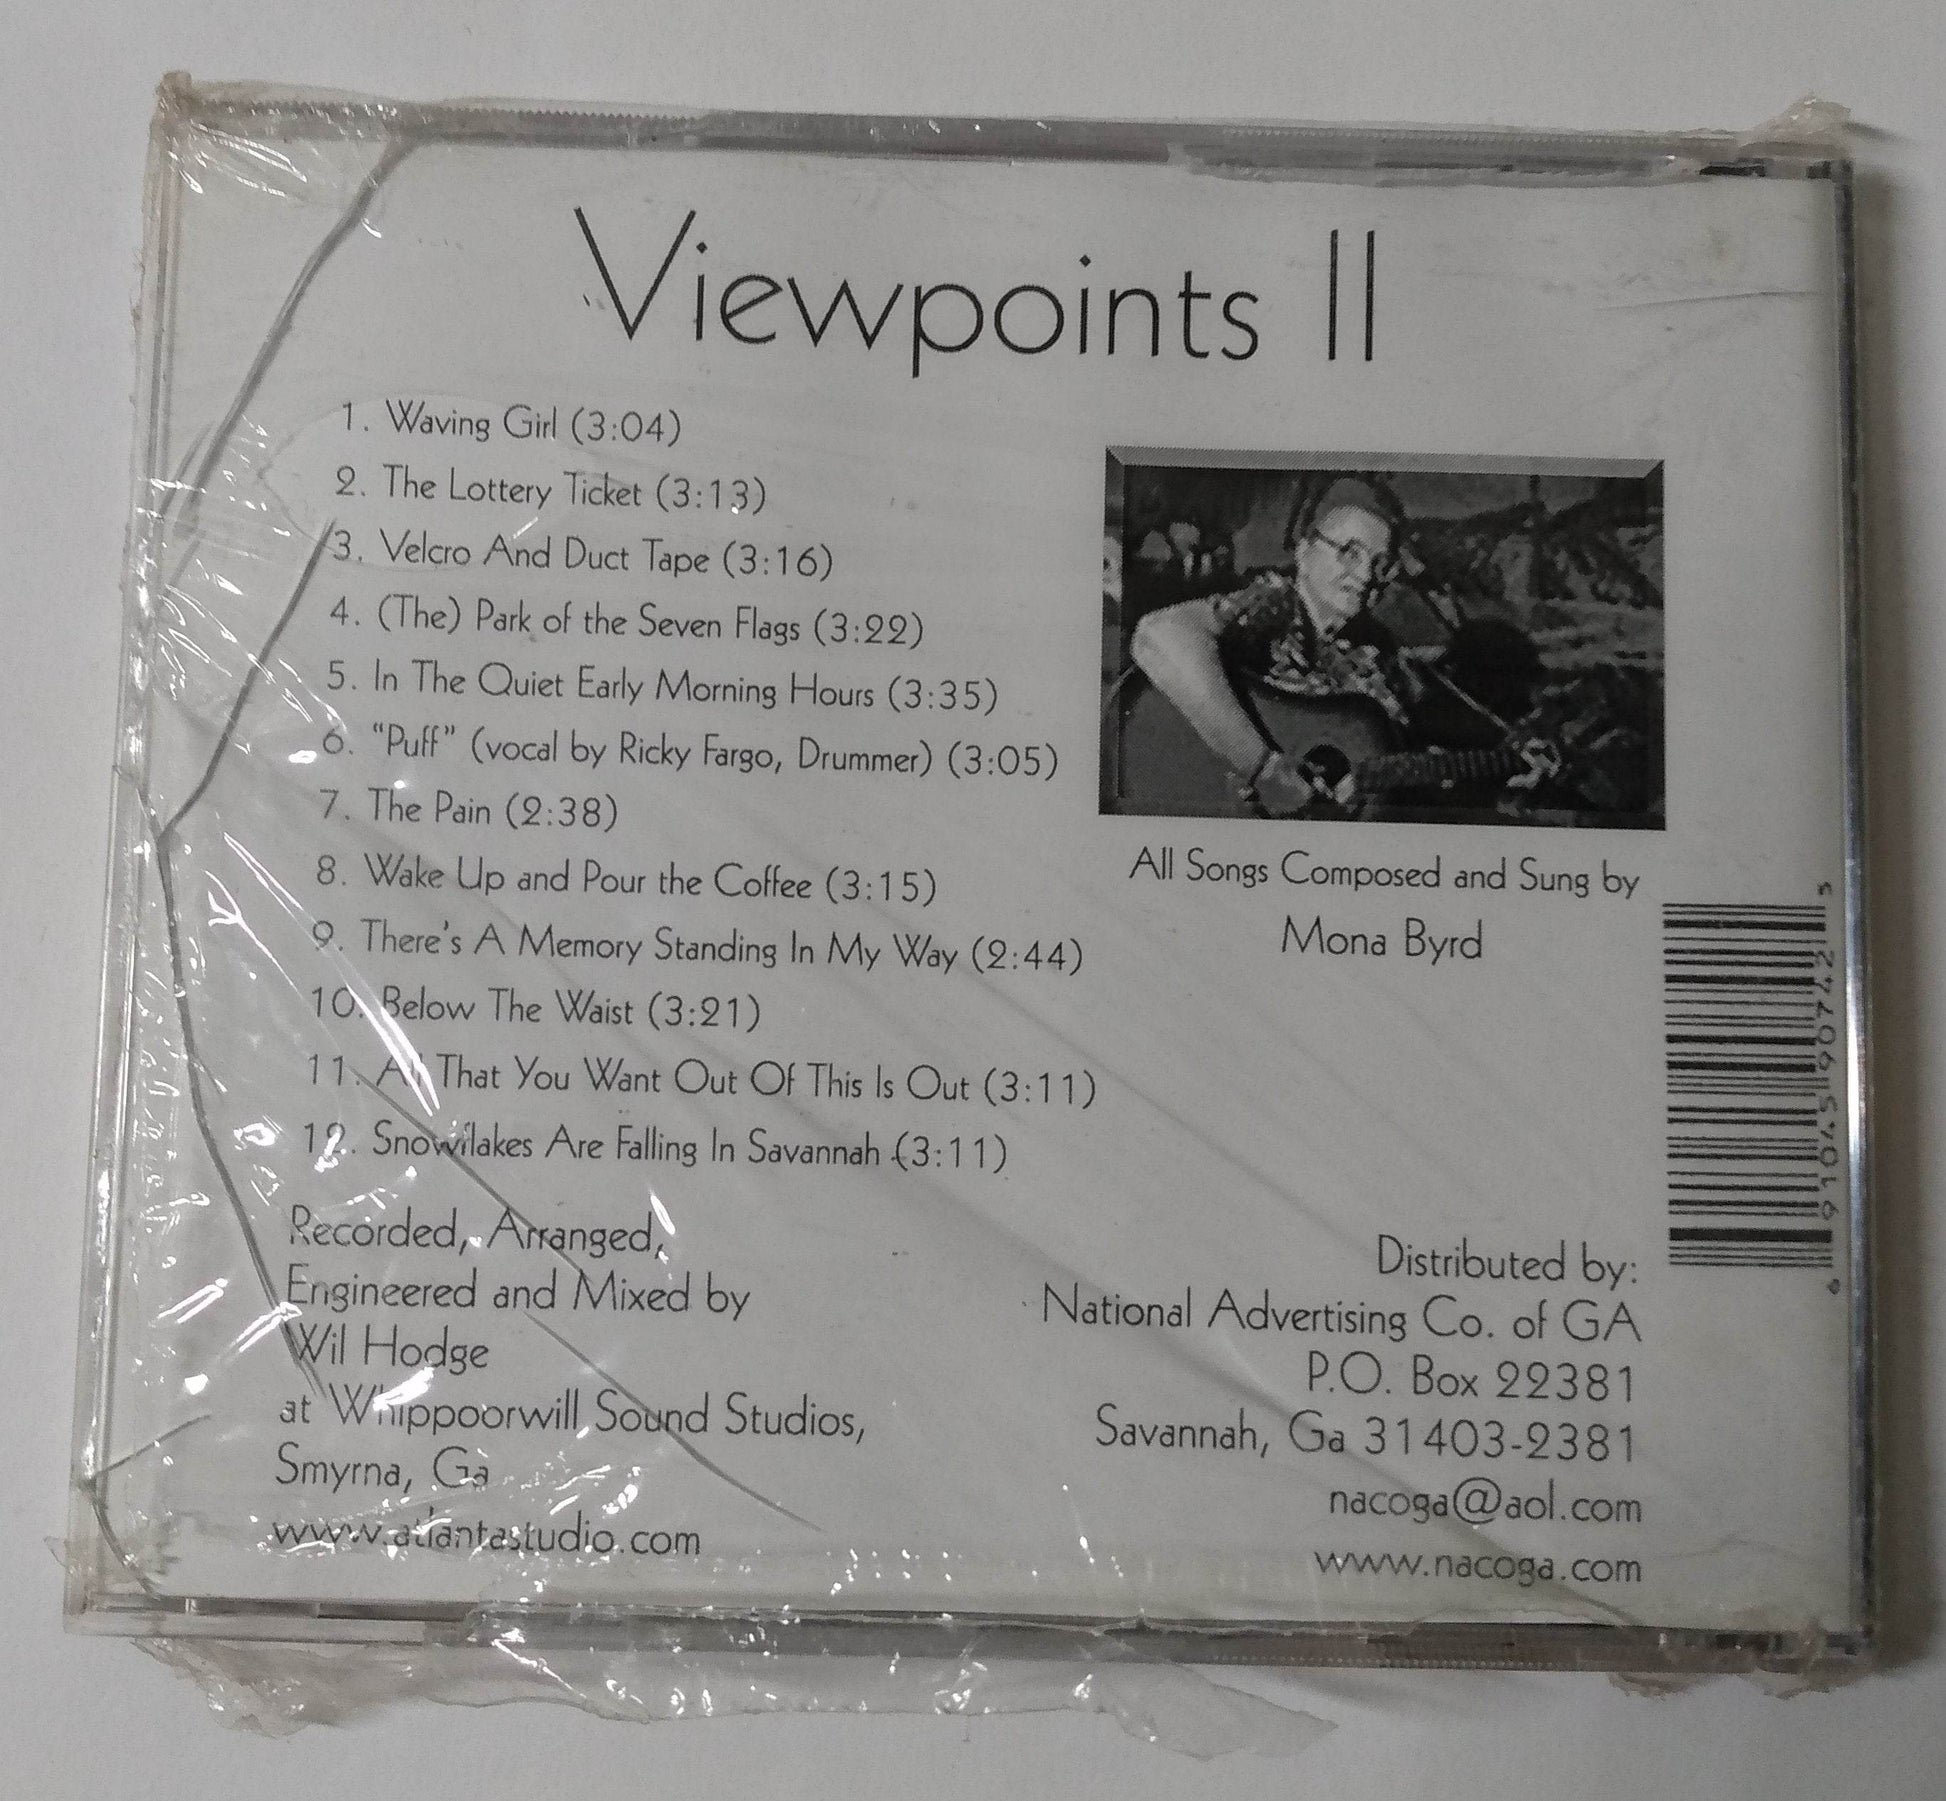 Viewpoints II
1. Waving Girl (3:04)
2. The Lottery Ticket (3:13)
3. Velcro And Duct Tape (3:16)
4. (The) Park of the Seven Flags (3:22)
5. In The Quiet Early Morning Hours (3:35)
6. "Puff" (vocal by Ricky Fargo, Drummer) (3:05)
7. The Pain (2:38)
8. Wake Up and Pour the Coffee (3:15)
9. There's A Memory Standing In My Way (2:44)
10. Below The Waist (3:21)
11. All That You Want Out Of This Is Out (3:11)
12. Snowflakes Are Falling In Savannah (3:11)
All Songs Composed and Sung by
Mona Byrd
Recorded, Arranged,
Engineered and Mixed by
Wil Hodge
at Whippoorwill Sound Studios,
Smyrna, Ga
www.atlantastudio.com
Distributed by:
National Advertising Co. of GA
P.O. Box 22381
Savannah, Ga 31403-2381
nacoga@aol.com
www.nacoga.com
6 91045 90742 5